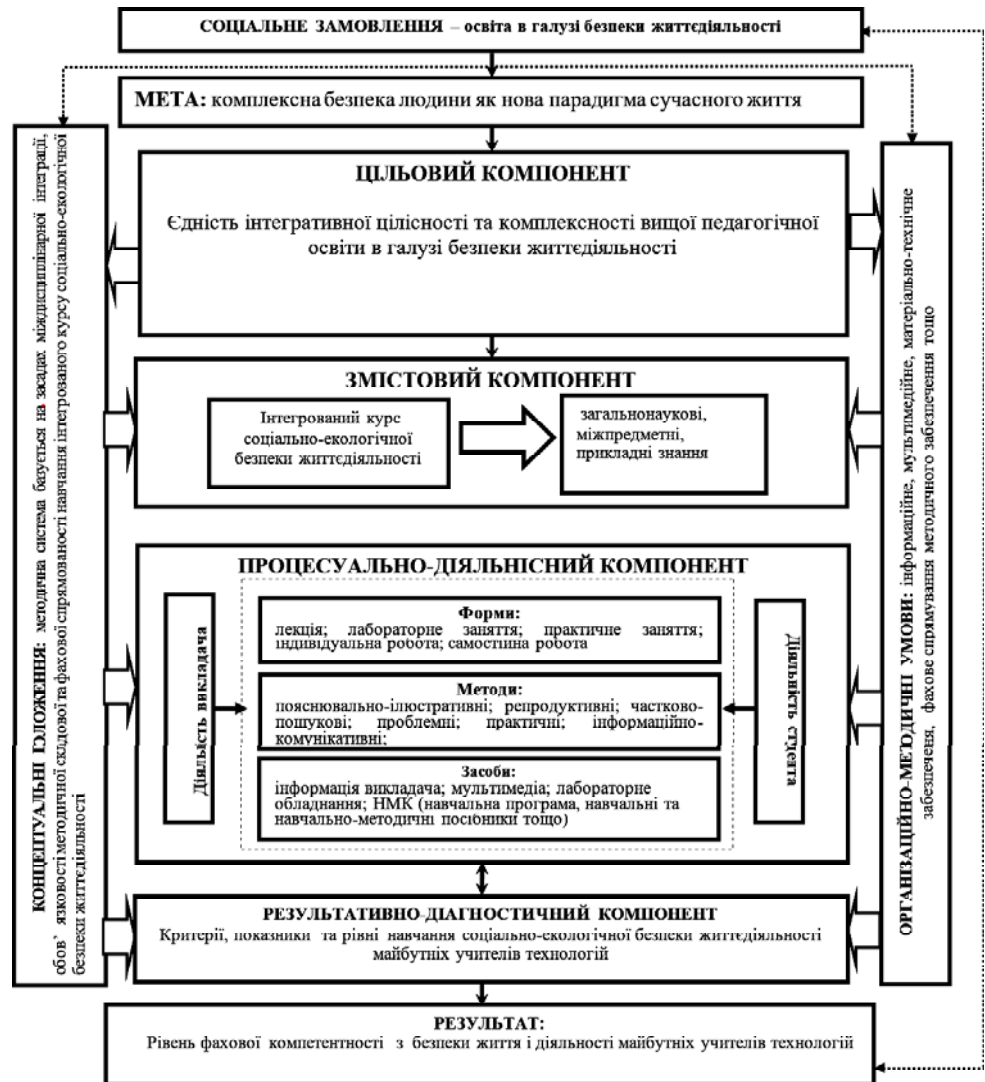 СОЦІАЛЬНЕ ЗАМОВЛЕННЯ – освіта в галузі безпеки життєдіяльності
МЕТА: комплексна безпека людини як нова парадигма сучасного життя
КОНЦЕПТУАЛЬНІ ПОЛОЖЕННЯ: методична система базується на засадах міждисциплінарної інтеграції,
обов’язковості методичної складової та фахової спрямованості навчання інтегрованого курсу соціально-екологічної
безпеки життєдіяльності
ЦІЛЬОВИЙ КОМПОНЕНТ
Єдність інтегративної цілісності та комплексності вищої педагогічної
освіти в галузі безпеки життєдіяльності
ЗМІСТОВИЙ КОМПОНЕНТ
Інтегрований курс
соціально-екологічної
безпеки життєдіяльності
загальнонаукові,
міжпредметні,
прикладні знання
ПРОЦЕСУАЛЬНО-ДІЯЛЬНІСНИЙ КОМПОНЕНТ
Діяльність викладача
Форми:
лекція; лабораторне заняття; практичне заняття;
індивідуальна робота; самостійна робота
Методи:
пояснювально-ілюстративні; репродуктивні; частково-
пошукові; проблемні; практичні; інформаційно-
комунікативні;
Засоби:
інформація викладача; мультимедіа; лабораторне
обладнання; НМК (навчальна програма, навчальні та
навчально-методичні посібники тощо)
Діяльність студента
РЕЗУЛЬТАТИВНО-ДІАГНОСТИЧНИЙ КОМПОНЕНТ
Критерії, показники та рівні навчання соціально-екологічної безпеки життєдіяльності
майбутніх учителів технологій
РЕЗУЛЬТАТ:
Рівень фахової компетентності з безпеки життя і діяльності майбутніх учителів технологій
ОРГАНІЗАЦІЙНО-МЕТОДИЧНІ УМОВИ: інформаційне, мультимедійне, матеріально-технічне
забезпечення, фахове спрямування методичного забезпечення тощо